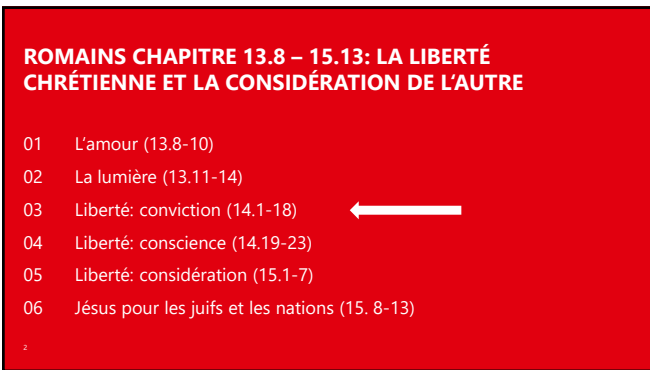 ROMAINS CHAPITRE 13.8 – 15.13: LA LIBERTÉ
CHRÉTIENNE ET LA CONSIDÉRATION DE L'AUTRE
01 L'amour (13.8-10)
02 La lumière (13.11-14)
03 Liberté: conviction (14.1-18)
04 Liberté: conscience (14.19-23)
05 Liberté: considération (15.1-7)
06 Jésus pour les juifs et les nations (15. 8-13)
2